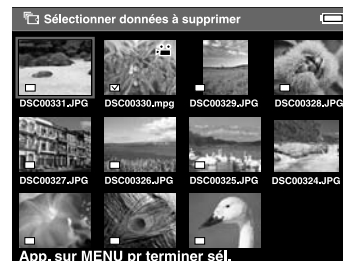 Sélectionner données à supprimer
DSC00331.JPG DSC00330.mpg DSC00329.JPG DSC00328.JPG
DSC00327.JPG DSC00326.JPG DSC00325.JPG DSC00324.JPG
App. sur MENU pr terminer sél.